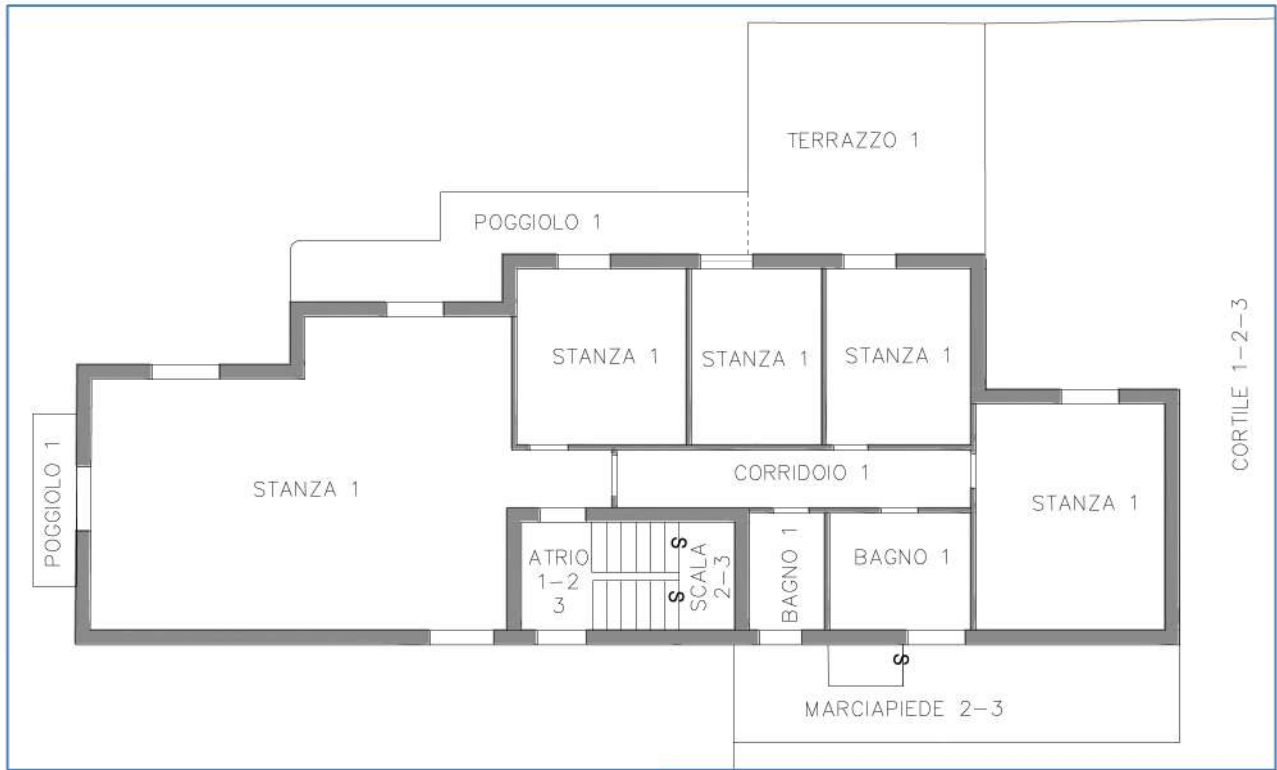 TERRAZZO 1
POGGIOLO 1
STANZA 1
STANZA 1
STANZA 1
CORTILE 1-2-3
POGGIOLO 1
STANZA 1
CORRIDOIO 1
STANZA 1
ATRIO
1-2
3
S
S
SCALA
2-3
BAGNO 1
BAGNO 1
S
MARCIAPIEDE 2-3